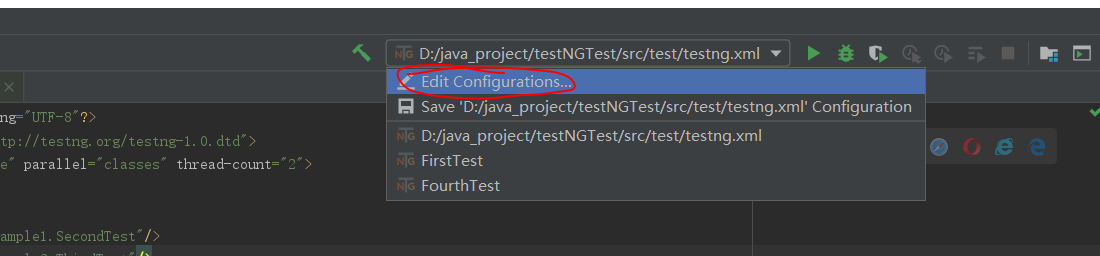 D:/java_project/testNGTest/src/test/testng.xml
Edit Configurations...
Save 'D:/java_project/testNGTest/src/test/testng.xml' Configuration
D:/java_project/testNGTest/src/test/testng.xml
FirstTest
FourthTest
ng="UTF-8"?>
tp://testng.org/testng-1.0.dtd">
e" parallel="classes" thread-count="2">
ample1.SecondTest"/>